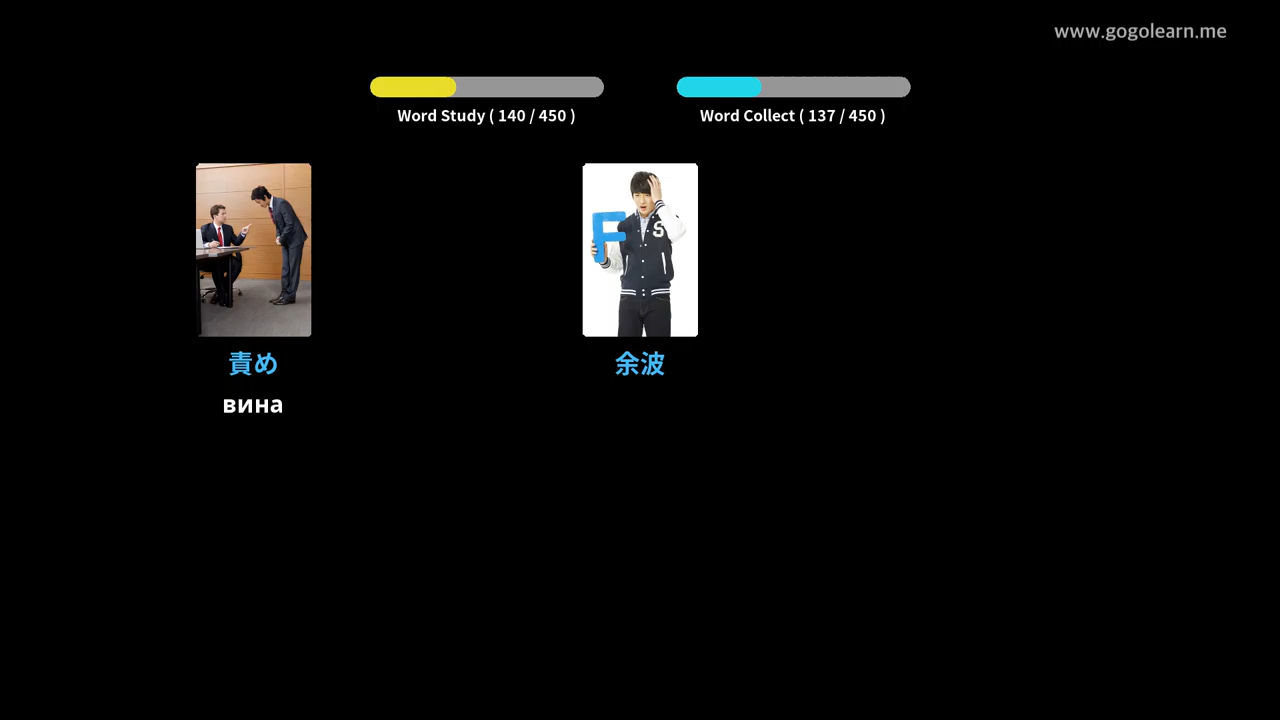 www.gogolearn.me
Word Study ( 140 / 450 )
Word Collect ( 137 / 450 )
F
S
責め
余波
вина